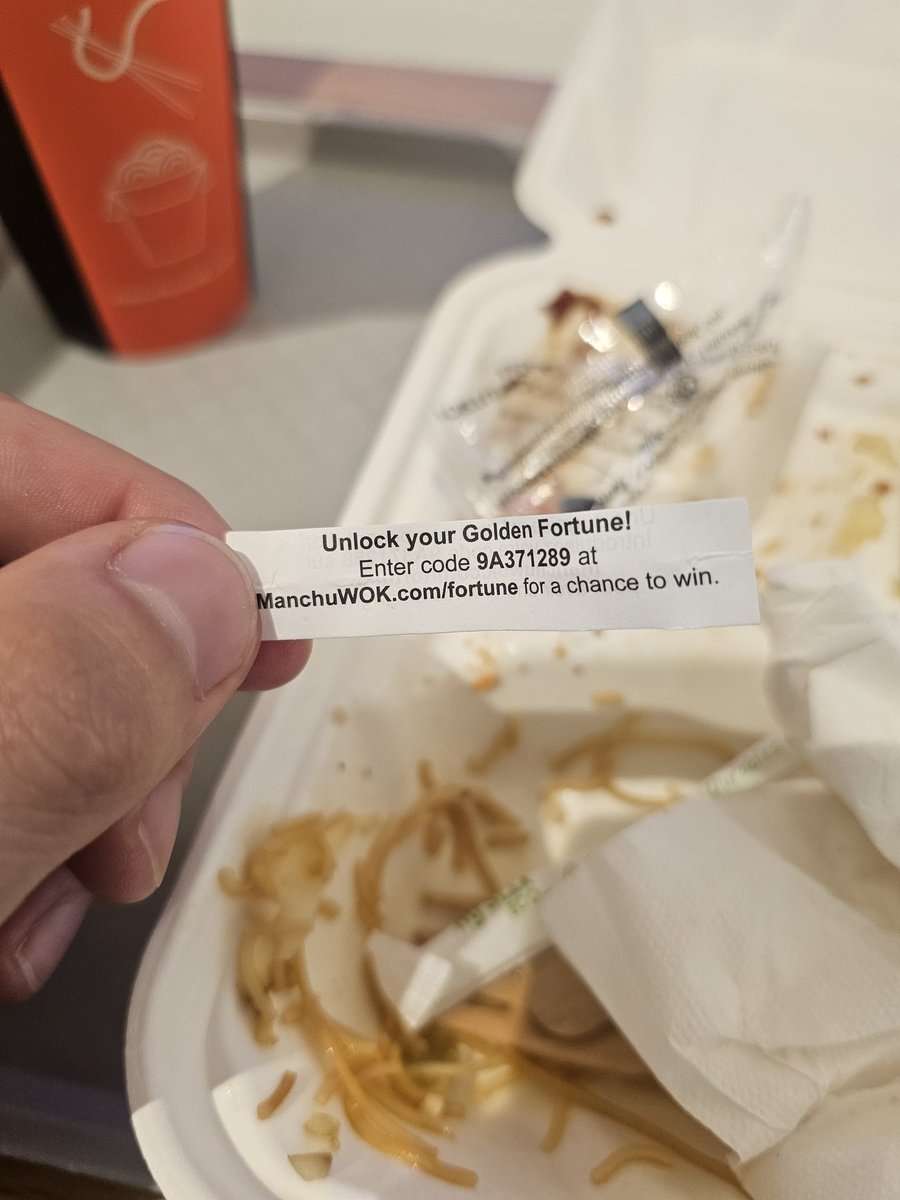 Unlock your Golden Fortune!
Enter code 9A371289 at
ManchuWOK.com/fortune for a chance to win.